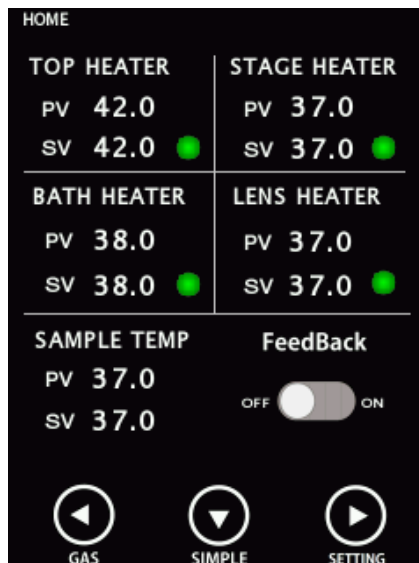 HOME
TOP HEATER
PV 42.0
SV 42.0
STAGE HEATER
PV 37.0
SV 37.0
BATH HEATER
PV 38.0
SV 38.0
LENS HEATER
PV 37.0
SV 37.0
SAMPLE TEMP
PV 37.0
SV 37.0
FeedBack
OFF ON
GAS SIMPLE SETTING